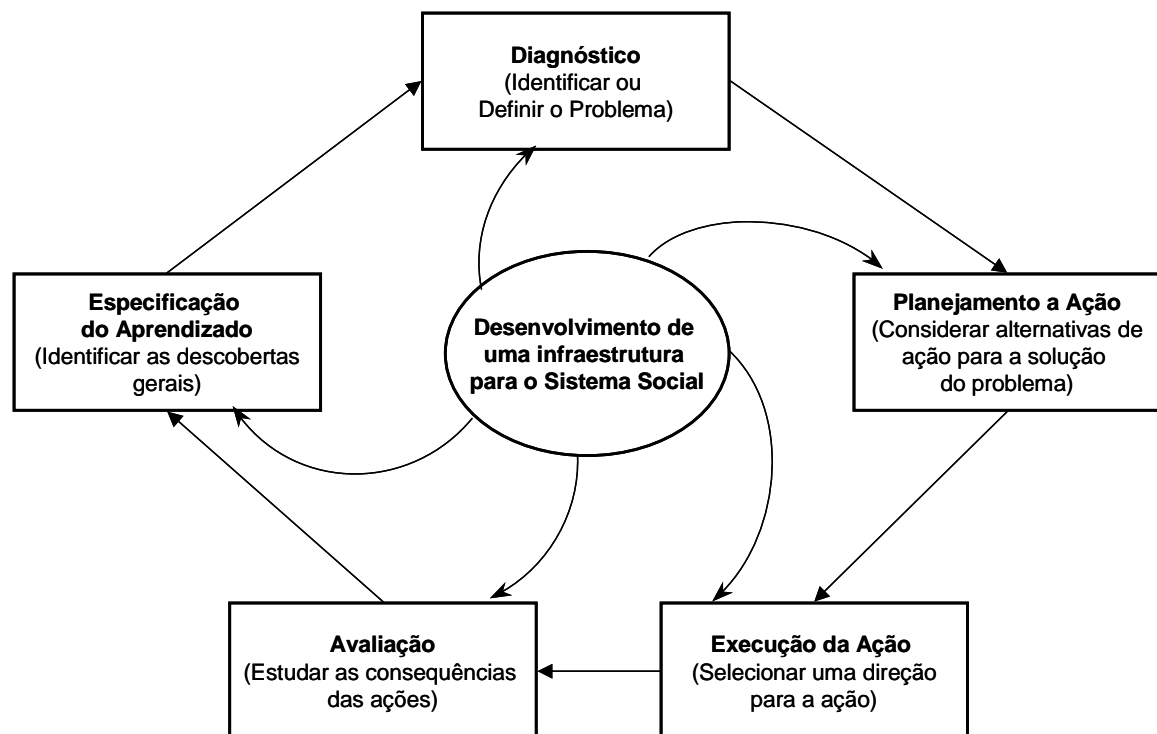 Diagnóstico
(Identificar ou
Definir o Problema)
Especificação
do Aprendizado
(Identificar as descobertas
gerais)
Desenvolvimento de
uma infraestrutura
para o Sistema Social
Planejamento a Ação
(Considerar alternativas de
ação para a solução
do problema)
Avaliação
(Estudar as consequências
das ações)
Execução da Ação
(Selecionar uma direção
para a ação)